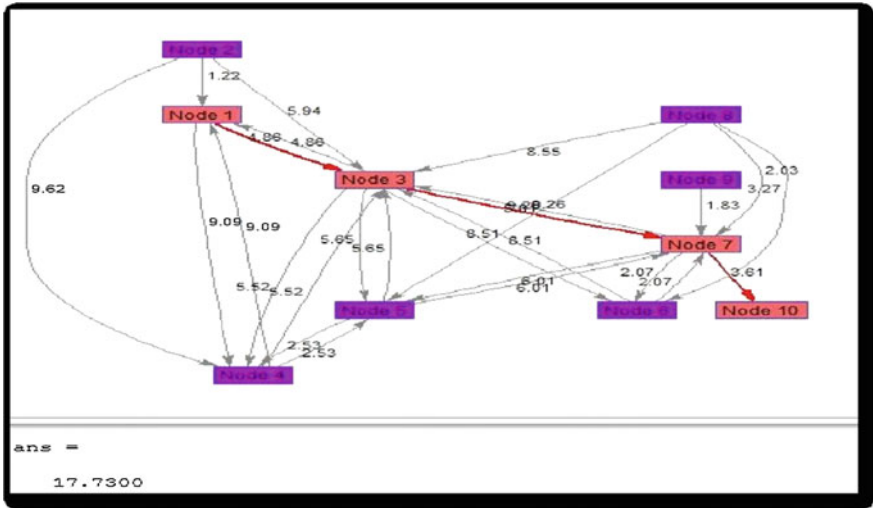 Node 2
1.22
5.94
Node 1
Node 8
4.86
4.86
8.55
2.03
Node 3
Node 9
3.27
9.62
9.26
1.83
9.09
9.09
5.65
5.65
8.51
8.51
Node 7
5.52
5.52
6.01
6.01
2.07
2.07
3.61
Node 5
Node 6
Node 10
2.53
2.53
Node 4
ans =
17.7300